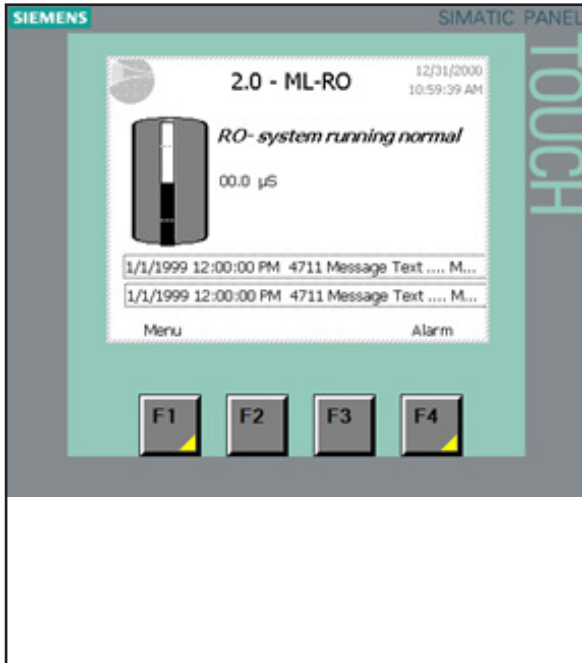 SIEMENS
SIMATIC PANEL
TOUCH
2.0 - ML-RO
12/31/2000
10:59:39 AM
RO- system running normal
00.0 µS
1/1/1999 12:00:00 PM 4711 Message Text .... M...
1/1/1999 12:00:00 PM 4711 Message Text .... M...
Menu Alarm
F1 F2 F3 F4